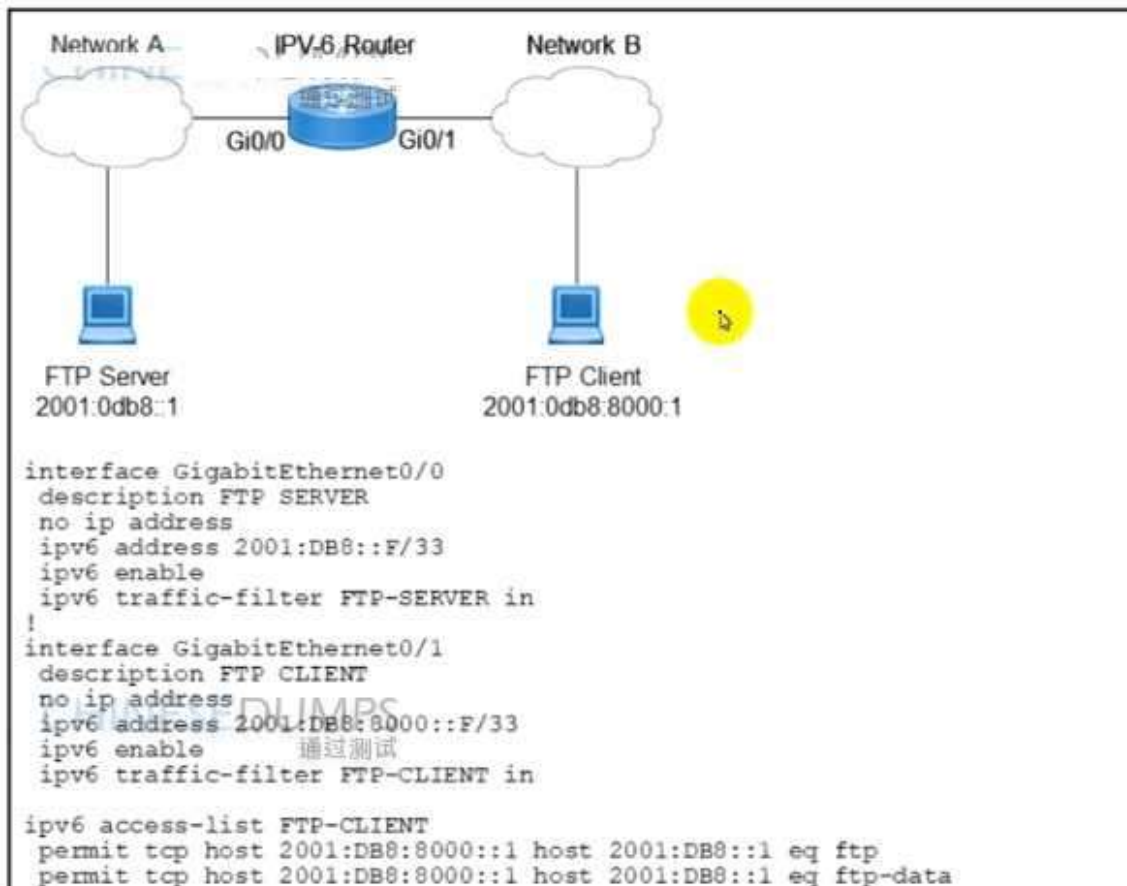 Network A IPV-6 Router Network B
Gi0/0 Gi0/1
FTP Server FTP Client
2001:0db8::1 2001:0db8:8000:1
interface GigabitEthernet0/0
description FTP SERVER
no ip address
ipv6 address 2001:DB8::F/33
ipv6 enable
ipv6 traffic-filter FTP-SERVER in
!
interface GigabitEthernet0/1
description FTP CLIENT
no ip address
ipv6 address 2001:DB8:8000::F/33
ipv6 enable 通过测试
ipv6 traffic-filter FTP-CLIENT in
ipv6 access-list FTP-CLIENT
permit tcp host 2001:DB8:8000::1 host 2001:DB8::1 eq ftp
permit tcp host 2001:DB8:8000::1 host 2001:DB8::1 eq ftp-data